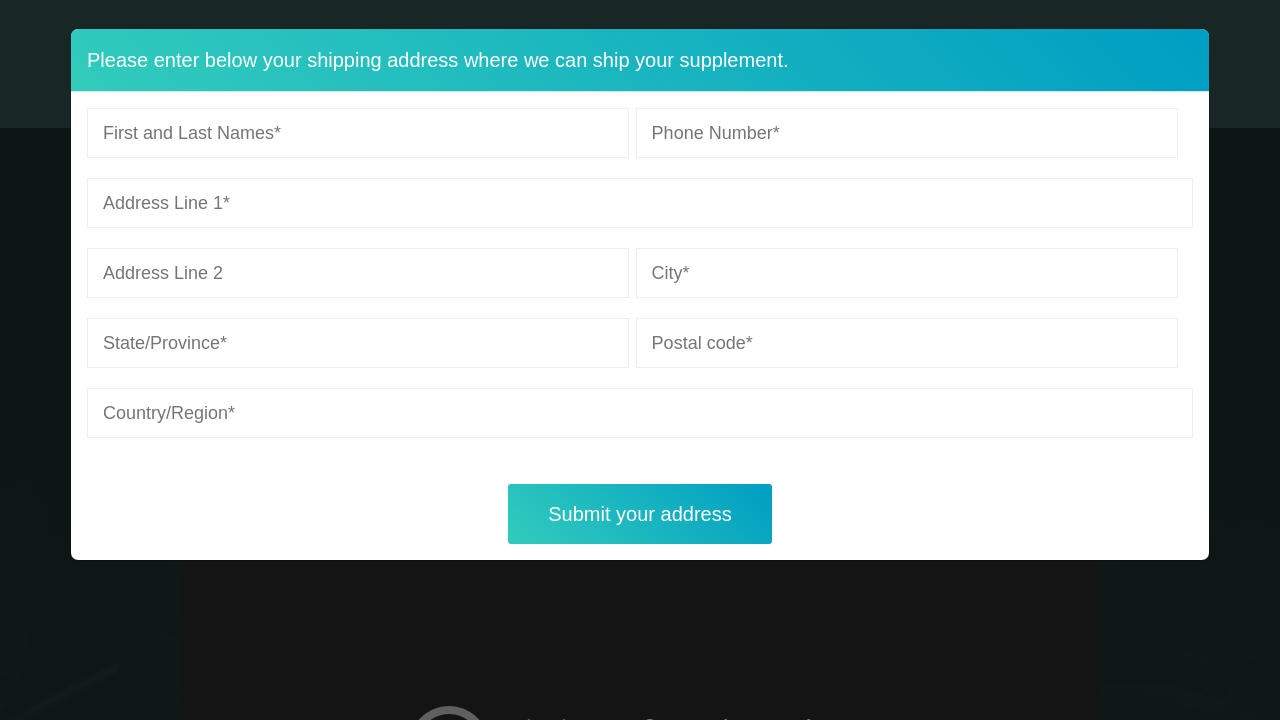 Please enter below your shipping address where we can ship your supplement.
First and Last Names*
Phone Number*
Address Line 1*
Address Line 2
City*
State/Province*
Postal code*
Country/Region*
Submit your address